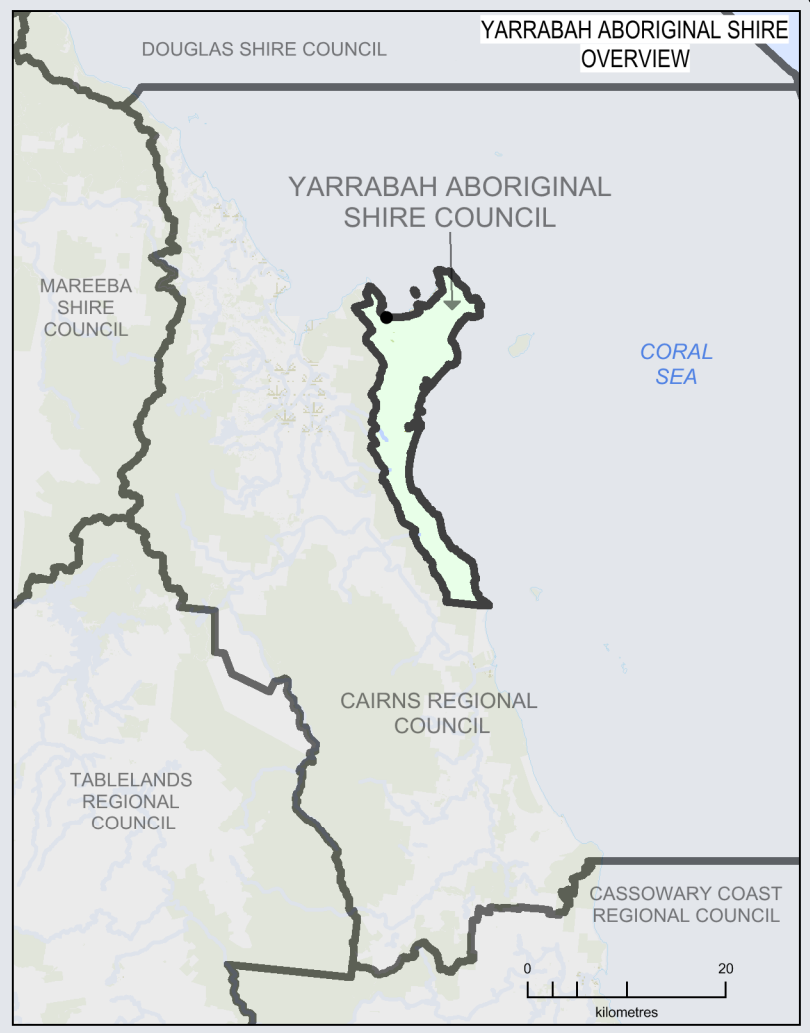 YARRABAH ABORIGINAL SHIRE
OVERVIEW
DOUGLAS SHIRE COUNCIL
YARRABAH ABORIGINAL
SHIRE COUNCIL
MAREEBA
SHIRE
COUNCIL
CORAL
SEA
CAIRNS REGIONAL
COUNCIL
TABLELANDS
REGIONAL
COUNCIL
CASSOWARY COAST
REGIONAL COUNCIL
0 20
kilometres